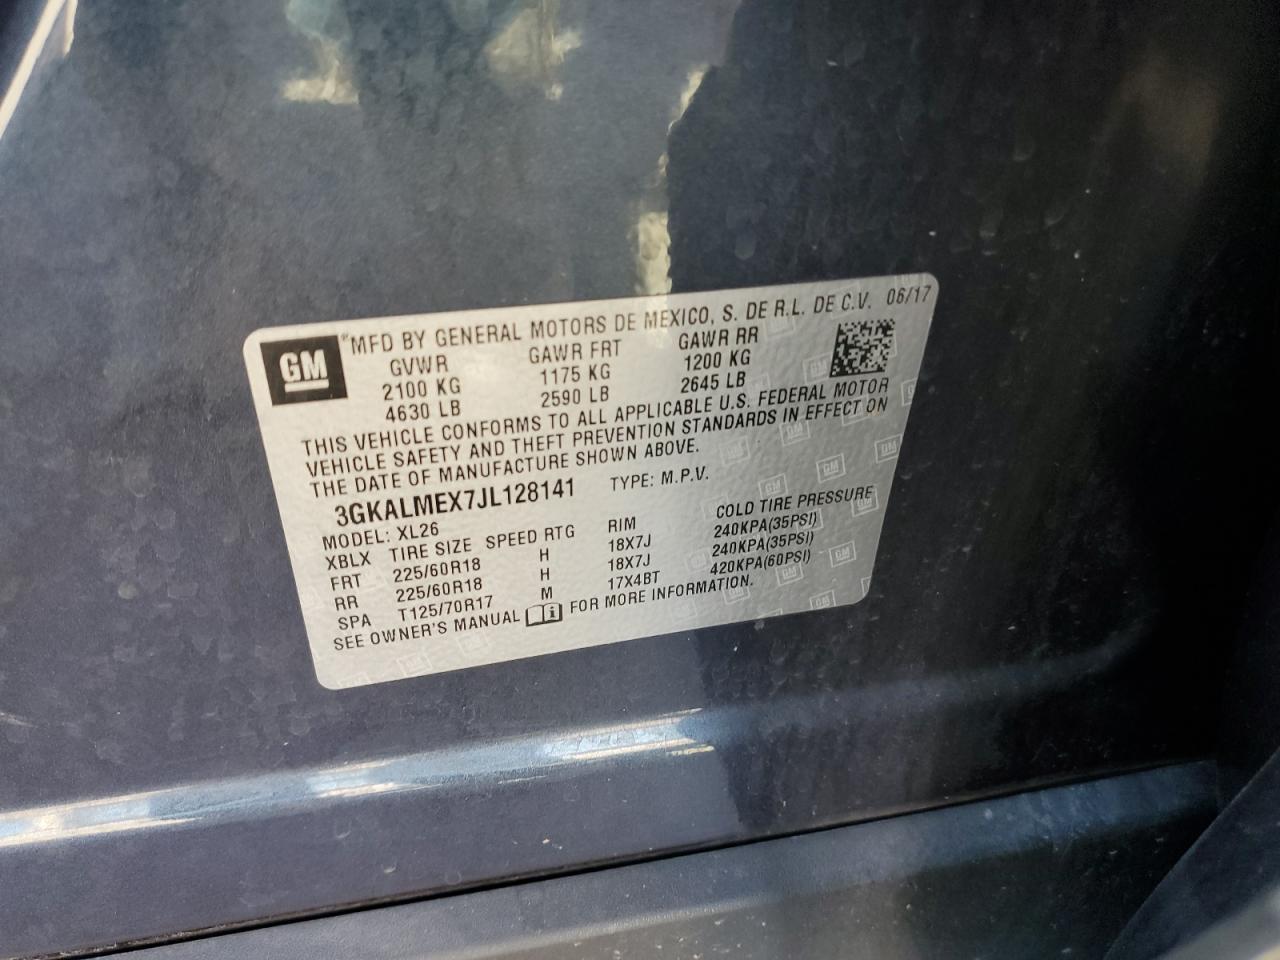 GM
MFD BY GENERAL MOTORS DE MEXICO, S. DE R.L. DE C.V. 06/17
GVWR GAWR FRT GAWR RR
2100 KG 1175 KG 1200 KG
4630 LB 2590 LB 2645 LB
THIS VEHICLE CONFORMS TO ALL APPLICABLE U.S. FEDERAL MOTOR
VEHICLE SAFETY AND THEFT PREVENTION STANDARDS IN EFFECT ON
THE DATE OF MANUFACTURE SHOWN ABOVE.
3GKALMEX7JL128141 TYPE: M.P.V.
MODEL: XL26
XBLX TIRE SIZE SPEED RTG RIM COLD TIRE PRESSURE
FRT 225/60R18 H 18X7J 240KPA(35PSI)
RR 225/60R18 H 18X7J 240KPA(35PSI)
SPA T125/70R17 M 17X4BT 420KPA(60PSI)
SEE OWNER'S MANUAL FOR MORE INFORMATION.